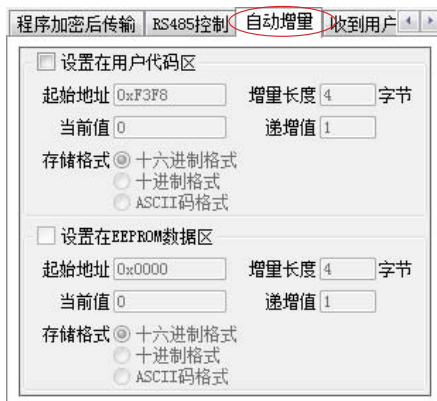 程序加密后传输 RS485控制 自动增量 收到用户
设置在用户代码区
起始地址 0xF3F8 增量长度 4 字节
当前值 0 递增值 1
存储格式 十六进制格式
十进制格式
ASCII码格式
设置在EEPROM数据区
起始地址 0x0000 增量长度 4 字节
当前值 0 递增值 1
存储格式 十六进制格式
十进制格式
ASCII码格式